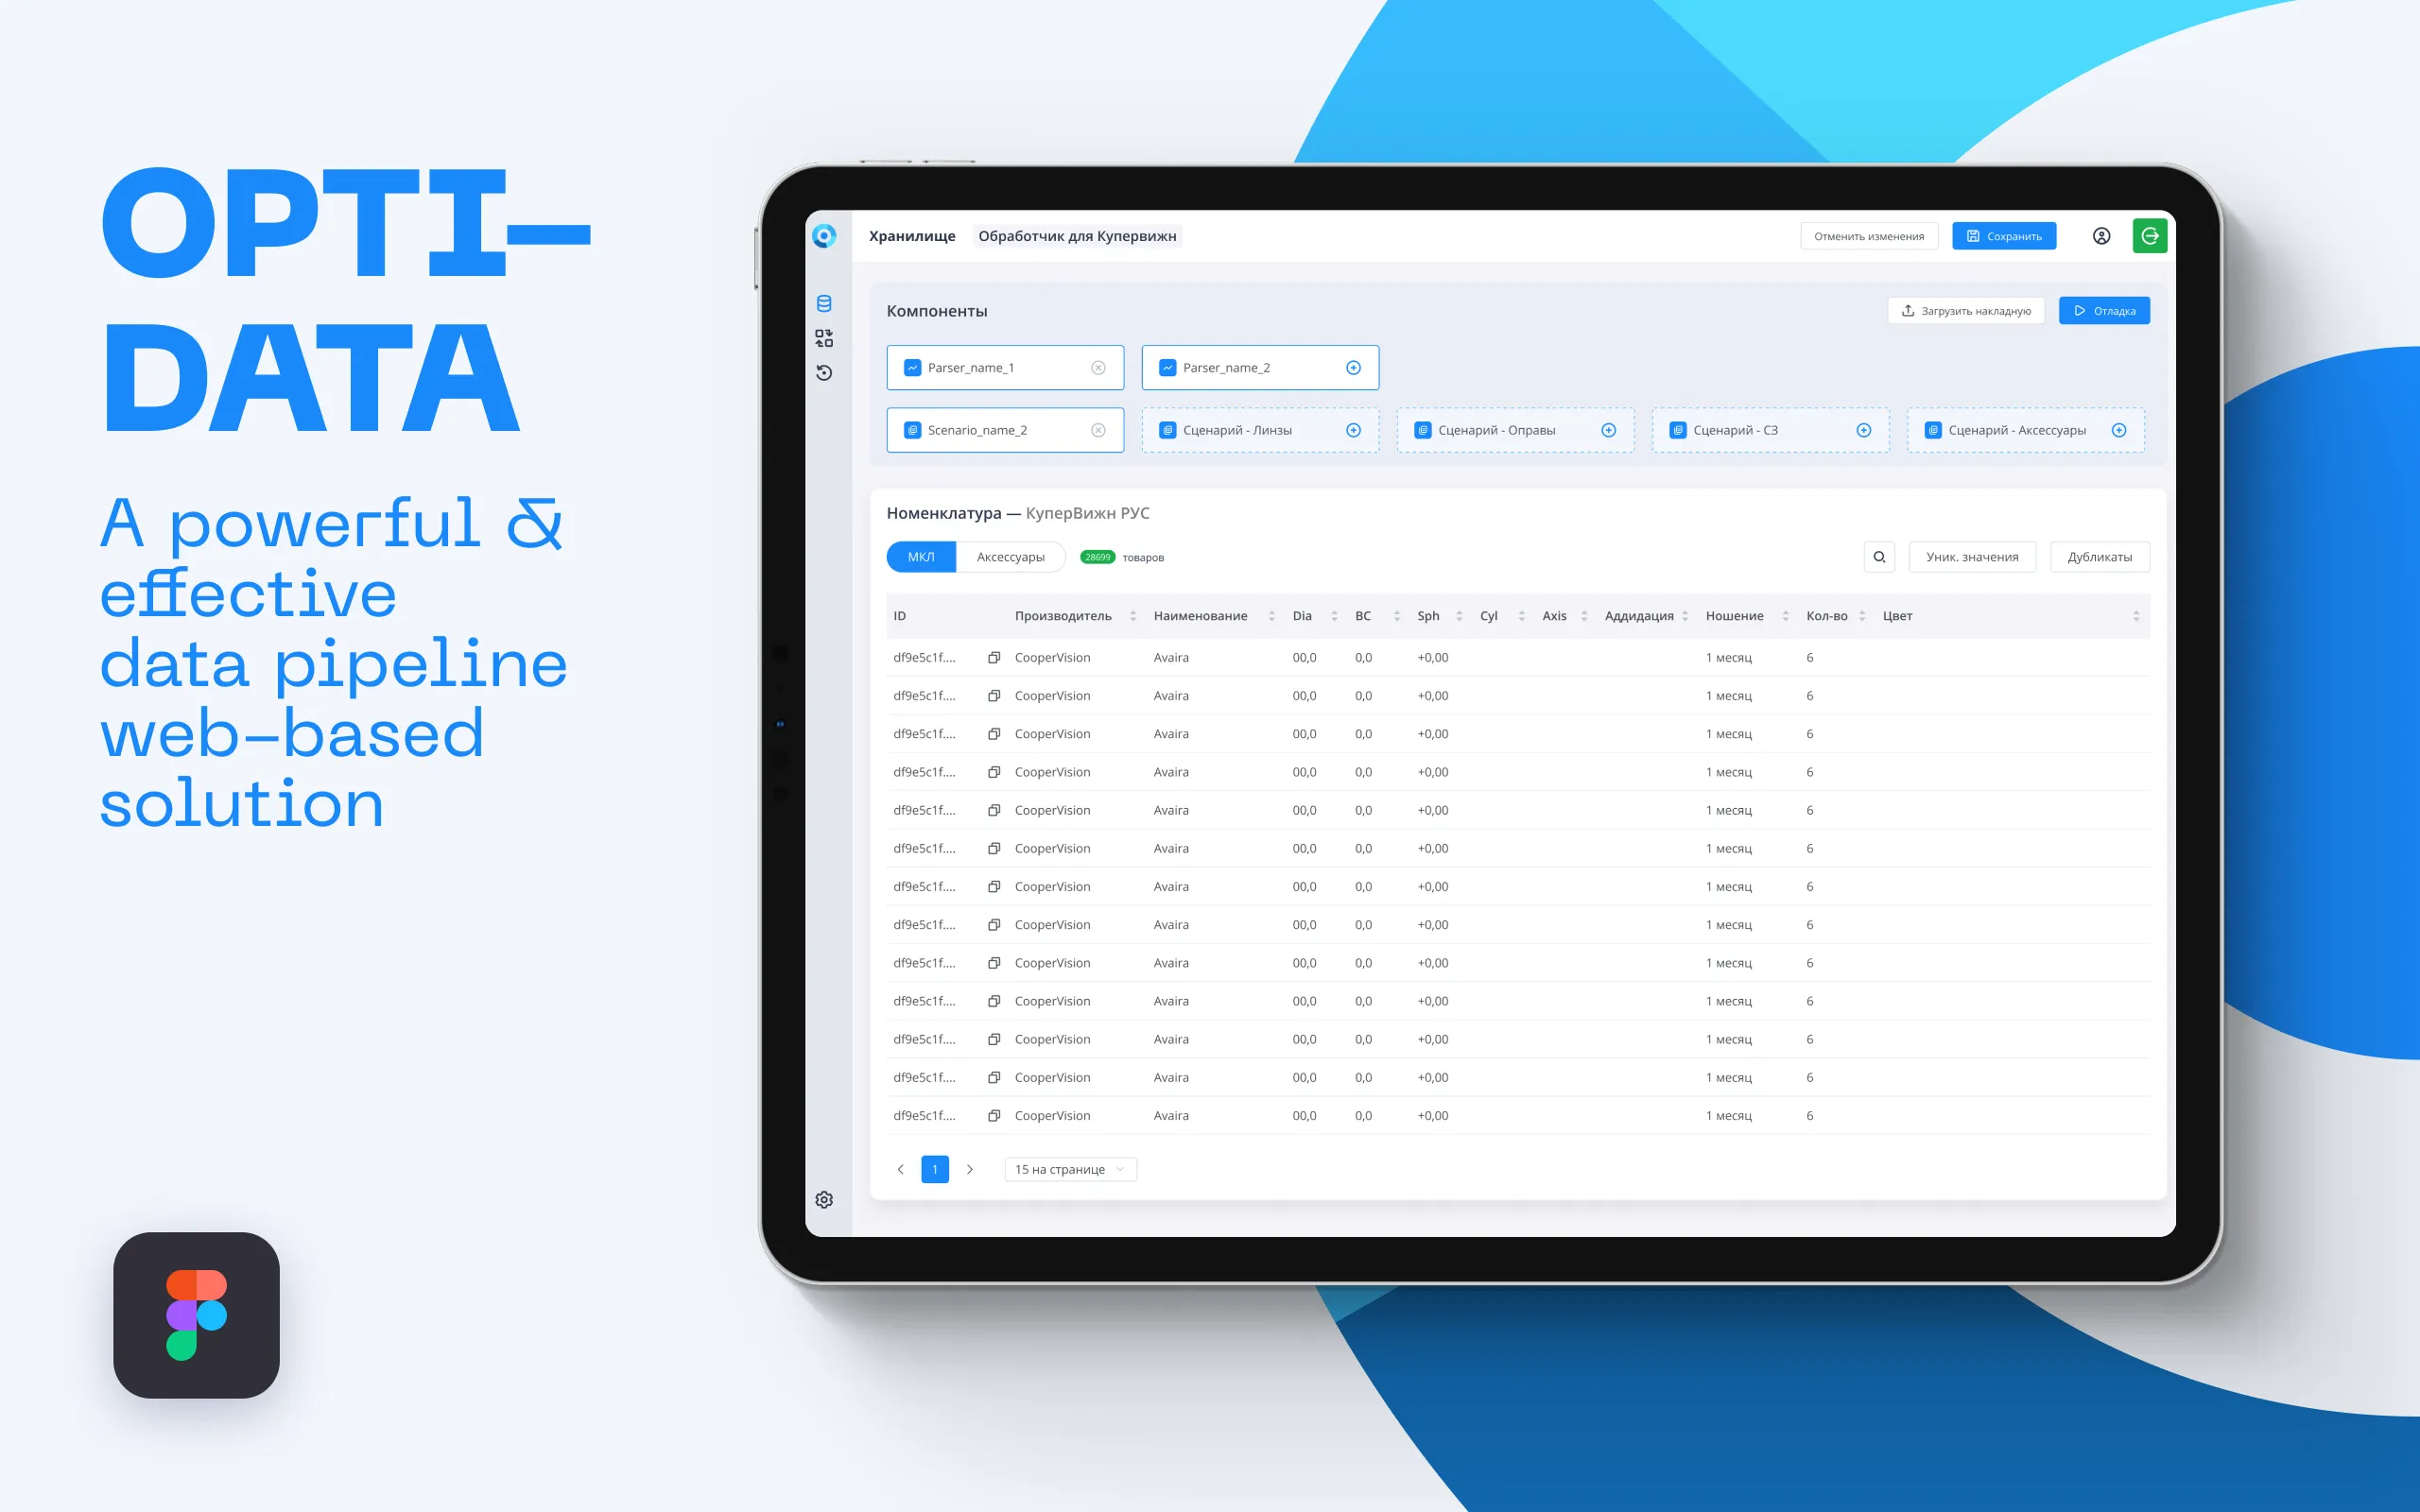 OPTI-
DATA
A powerful &
effective
data pipeline
web-based
solution
Хранилище Обработчик для Купервижн Отменить изменения Сохранить
Компоненты Загрузить накладную Отладка
Parser_name_1 Parser_name_2
Scenario_name_2 Сценарий - Линзы Сценарий - Оправы Сценарий - СЗ Сценарий - Аксессуары
Номенклатура — КуперВижн РУС
МКЛ Аксессуары 28699 товаров Уник. значения Дубликаты
ID Производитель Наименование Dia BC Sph Cyl Axis Аддидация Ношение Кол-во Цвет
df9e5c1f.... CooperVision Avaira 00,0 0,0 +0,00 1 месяц 6
df9e5c1f.... CooperVision Avaira 00,0 0,0 +0,00 1 месяц 6
df9e5c1f.... CooperVision Avaira 00,0 0,0 +0,00 1 месяц 6
df9e5c1f.... CooperVision Avaira 00,0 0,0 +0,00 1 месяц 6
df9e5c1f.... CooperVision Avaira 00,0 0,0 +0,00 1 месяц 6
df9e5c1f.... CooperVision Avaira 00,0 0,0 +0,00 1 месяц 6
df9e5c1f.... CooperVision Avaira 00,0 0,0 +0,00 1 месяц 6
df9e5c1f.... CooperVision Avaira 00,0 0,0 +0,00 1 месяц 6
df9e5c1f.... CooperVision Avaira 00,0 0,0 +0,00 1 месяц 6
df9e5c1f.... CooperVision Avaira 00,0 0,0 +0,00 1 месяц 6
df9e5c1f.... CooperVision Avaira 00,0 0,0 +0,00 1 месяц 6
df9e5c1f.... CooperVision Avaira 00,0 0,0 +0,00 1 месяц 6
df9e5c1f.... CooperVision Avaira 00,0 0,0 +0,00 1 месяц 6
1 15 на странице